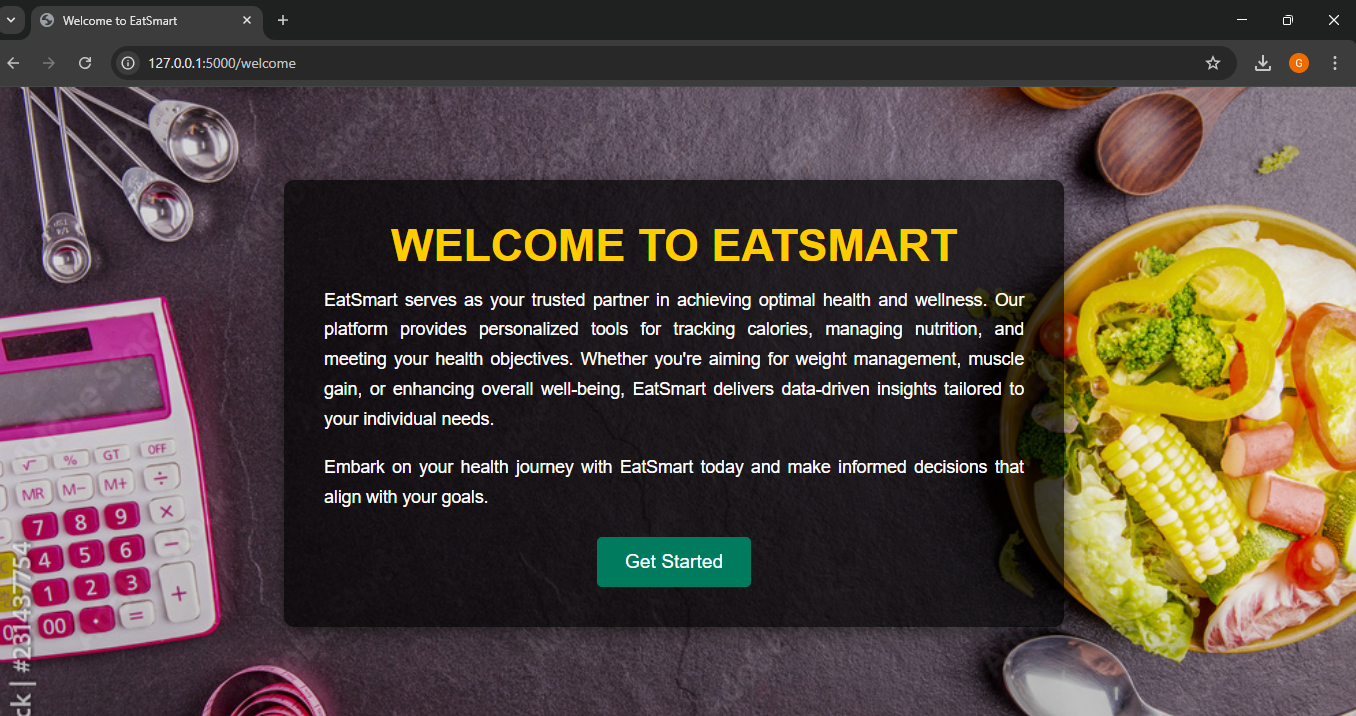 Welcome to EatSmart
127.0.0.1:5000/welcome
G
WELCOME TO EATSMART
EatSmart serves as your trusted partner in achieving optimal health and wellness. Our
platform provides personalized tools for tracking calories, managing nutrition, and
meeting your health objectives. Whether you're aiming for weight management, muscle
gain, or enhancing overall well-being, EatSmart delivers data-driven insights tailored to
your individual needs.
Embark on your health journey with EatSmart today and make informed decisions that
align with your goals.
Get Started
√ % GT OFF
MR M− M+ ÷
7 8 9 ×
4 5 6 −
1 2 3 +
0 00 • =
ck | #231437754